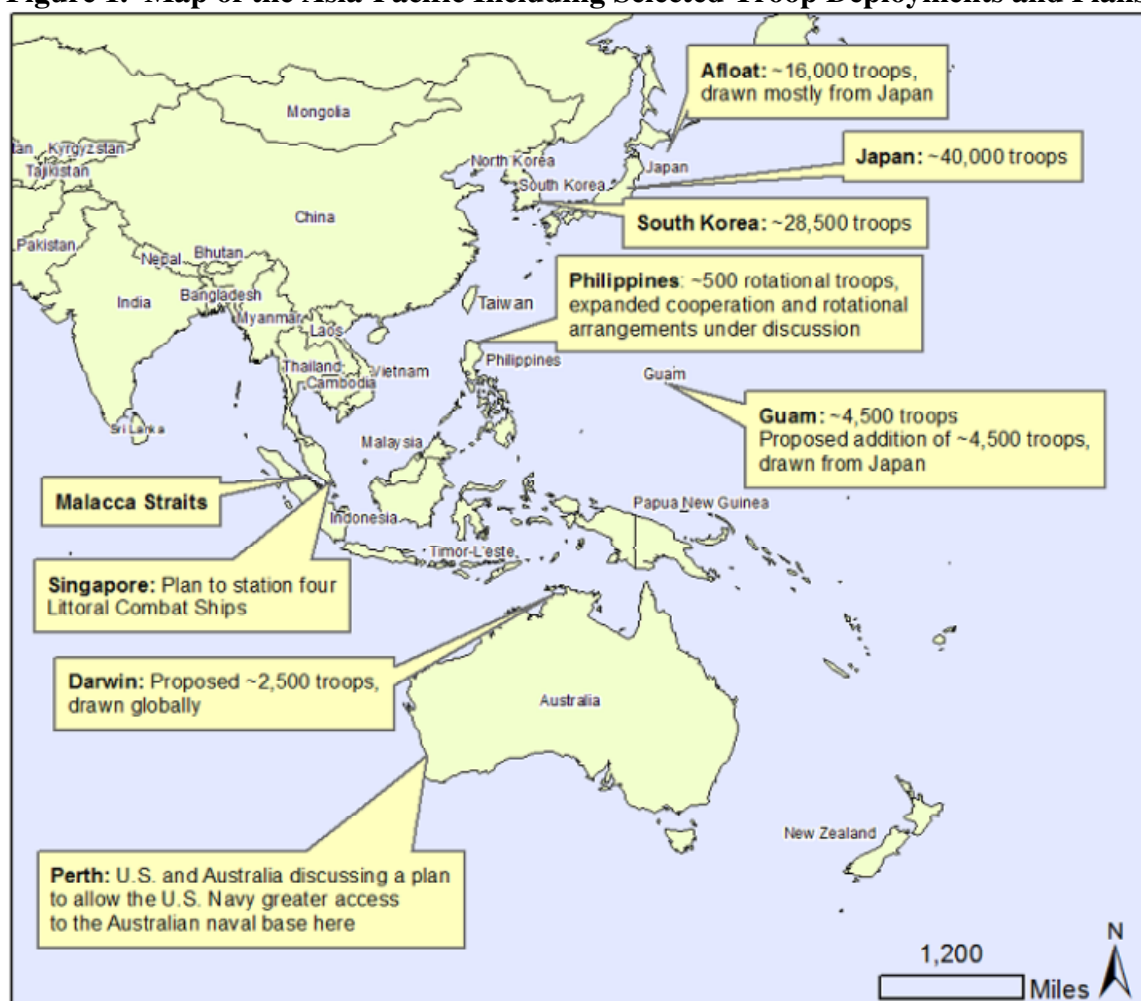 Figure 1. Map of the Asia Pacific Including Selected Troop Deployments and Plans
Afloat: ~16,000 troops,
drawn mostly from Japan
Mongolia
tan
Kyrgyzstan
Tajikistan
North Korea
Japan
Japan: ~40,000 troops
South Korea
South Korea: ~28,500 troops
China
Pakistan
Nepal
Bhutan
India
Bangladesh
Myanmar
Laos
Taiwan
Philippines: ~500 rotational troops,
expanded cooperation and rotational
arrangements under discussion
Thailand
Cambodia
Vietnam
Philippines
Guam
Guam: ~4,500 troops
Proposed addition of ~4,500 troops,
drawn from Japan
Sri Lanka
Malaysia
Malacca Straits
Indonesia
Papua New Guinea
Timor-L'este
Singapore: Plan to station four
Littoral Combat Ships
Darwin: Proposed ~2,500 troops,
drawn globally
Australia
New Zealand
Perth: U.S. and Australia discussing a plan
to allow the U.S. Navy greater access
to the Australian naval base here
N
1,200
Miles